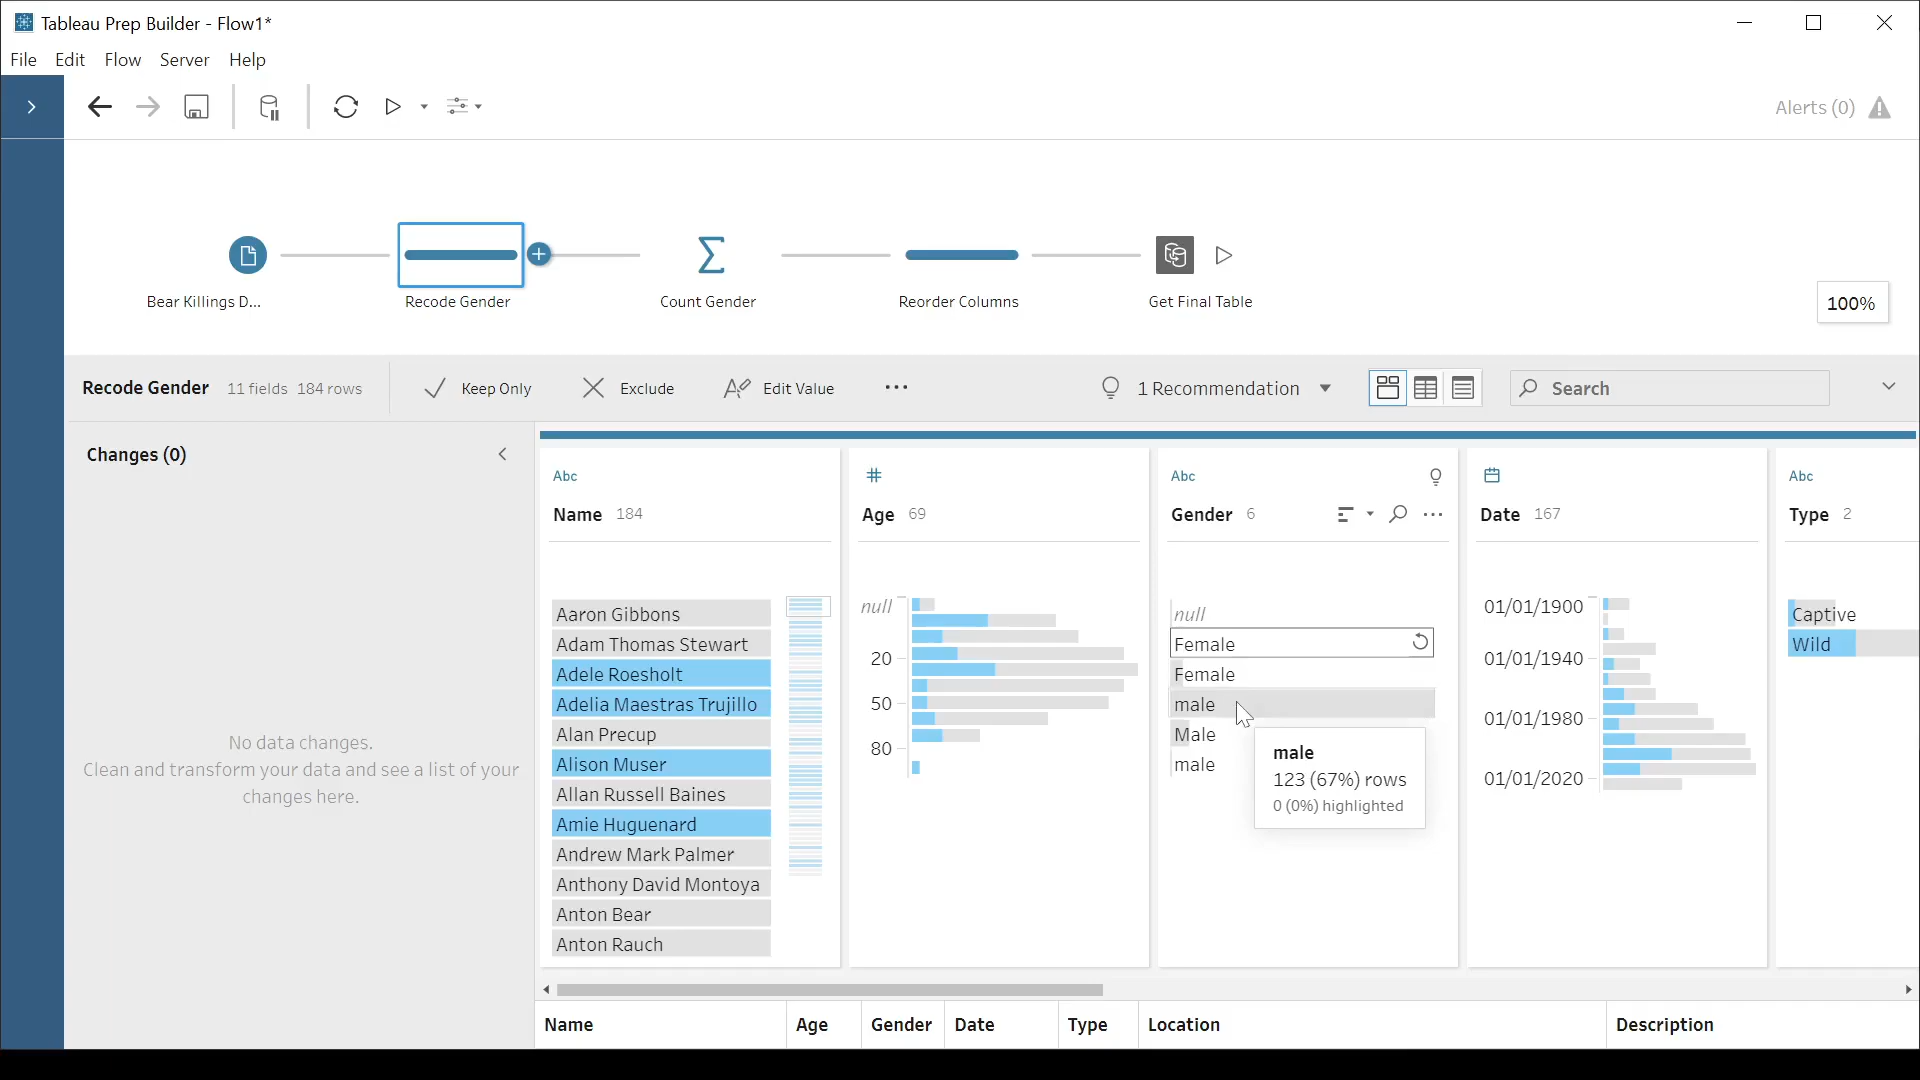 Tableau Prep Builder - Flow1*
File Edit Flow Server Help
Alerts (0)
Bear Killings D...
Recode Gender
Count Gender
Reorder Columns
Get Final Table
100%
Recode Gender 11 fields 184 rows
Keep Only
Exclude
Edit Value
1 Recommendation
Search
Changes (0)
No data changes.
Clean and transform your data and see a list of your
changes here.
Abc
Name 184
Aaron Gibbons
Adam Thomas Stewart
Adele Roesholt
Adelia Maestras Trujillo
Alan Precup
Alison Muser
Allan Russell Baines
Amie Huguenard
Andrew Mark Palmer
Anthony David Montoya
Anton Bear
Anton Rauch
#
Age 69
null
20
50
80
Abc
Gender 6
null
Female
Female
male
Male
male
male
123 (67%) rows
0 (0%) highlighted
Date 167
01/01/1900
01/01/1940
01/01/1980
01/01/2020
Abc
Type 2
Captive
Wild
Name Age Gender Date Type Location Description